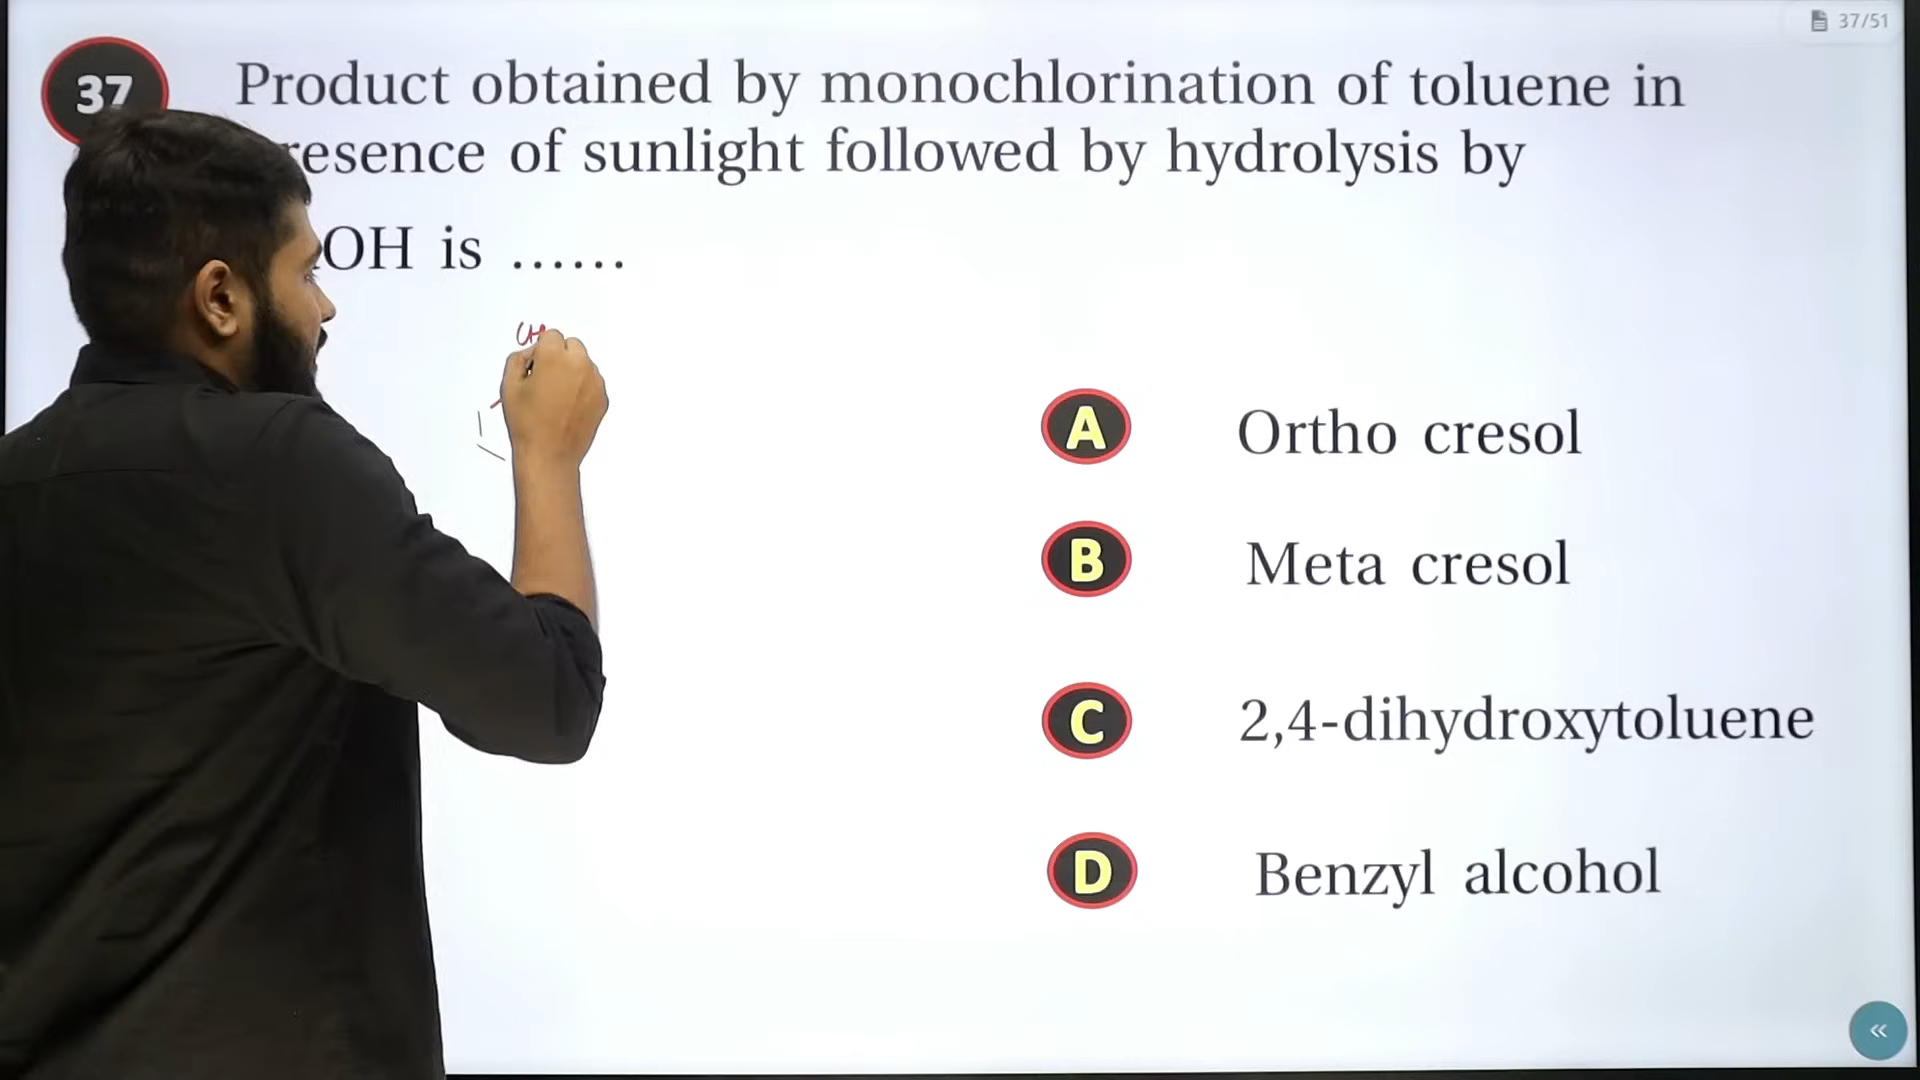 37/51
37
Product obtained by monochlorination of toluene in
resence of sunlight followed by hydrolysis by
OH is ......
CH
A Ortho cresol
B Meta cresol
C 2,4-dihydroxytoluene
D Benzyl alcohol